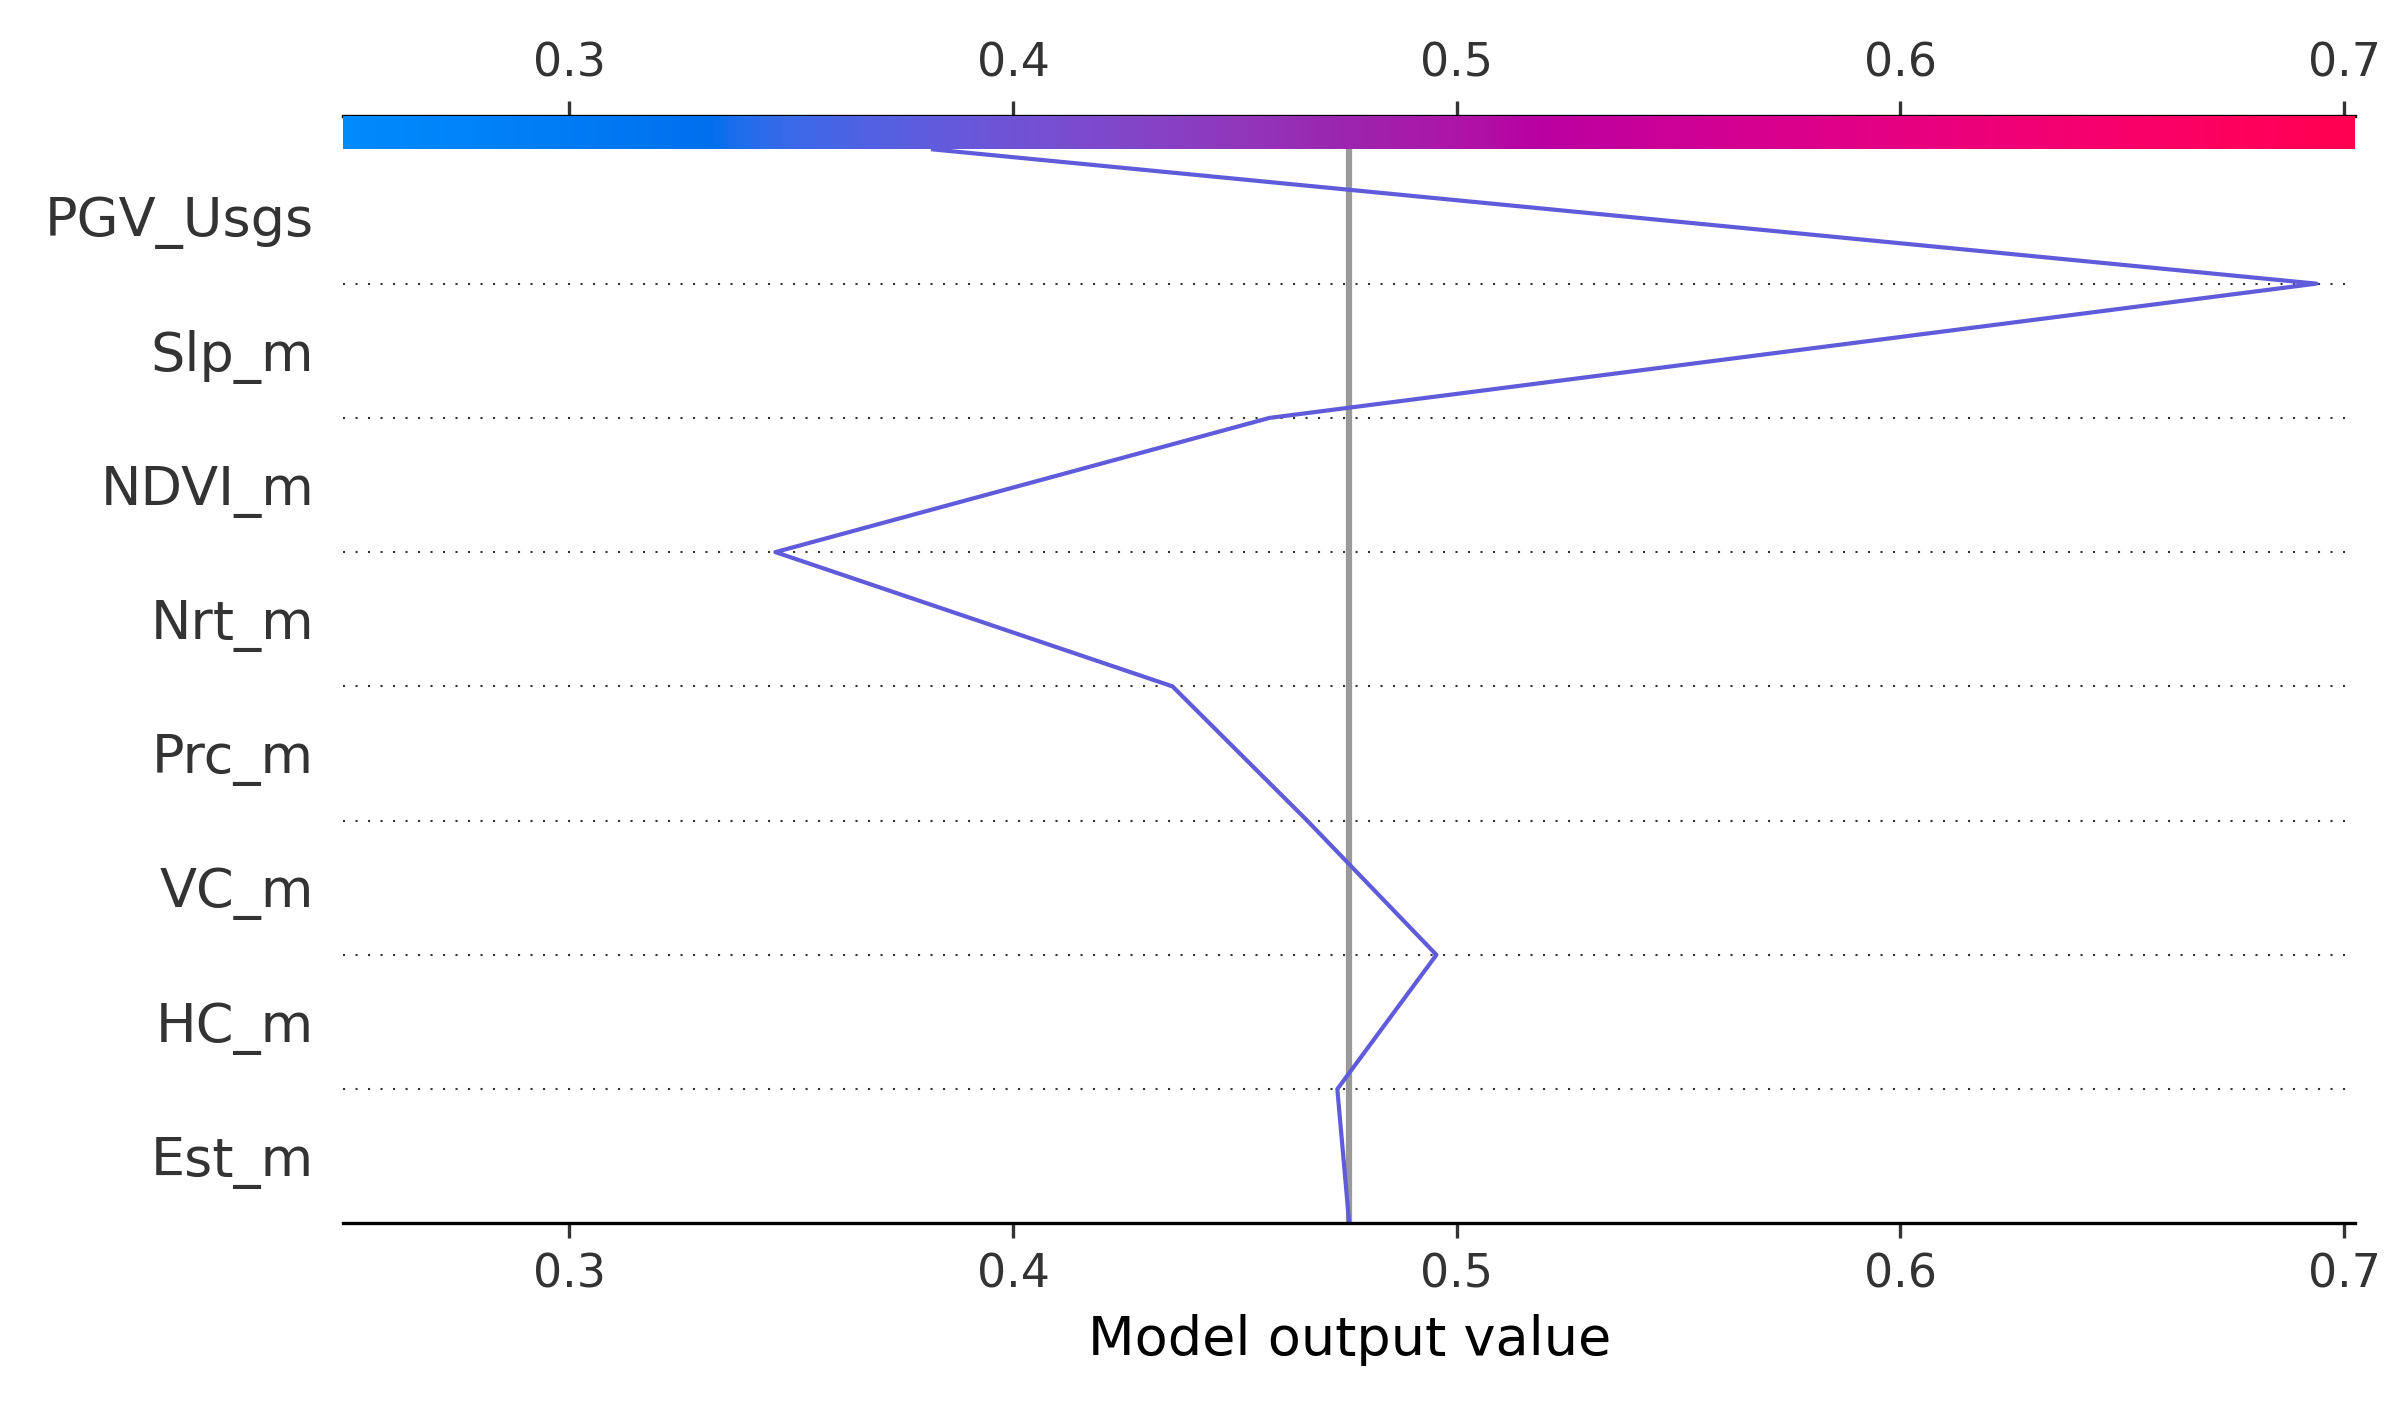 0.3 0.4 0.5 0.6 0.7
PGV_Usgs
Slp_m
NDVI_m
Nrt_m
Prc_m
VC_m
HC_m
Est_m
0.3 0.4 0.5 0.6 0.7
Model output value